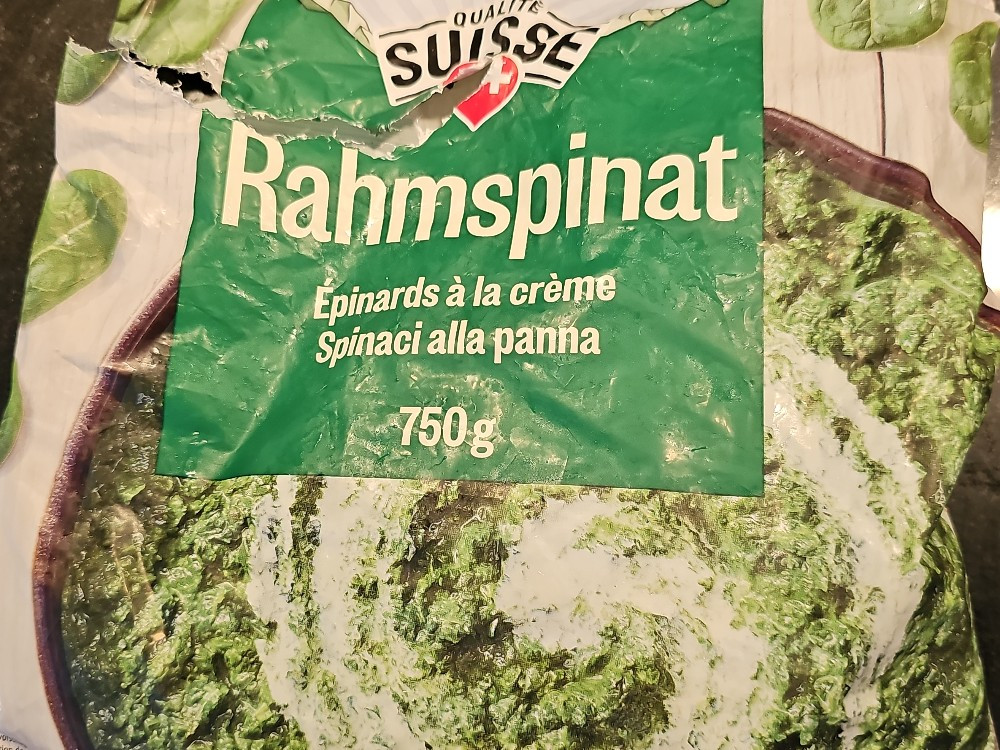 QUALITÉ
SUISSE
Rahmspinat
Épinards à la crème
Spinaci alla panna
750g